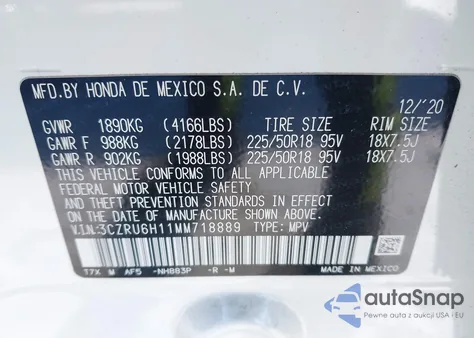 MFD.BY HONDA DE MEXICO S.A. DE C.V.
12/'20
GVWR 1890KG (4166LBS) TIRE SIZE RIM SIZE
GAWR F 988KG (2178LBS) 225/50R18 95V 18X7.5J
GAWR R 902KG (1988LBS) 225/50R18 95V 18X7.5J
THIS VEHICLE CONFORMS TO ALL APPLICABLE
FEDERAL MOTOR VEHICLE SAFETY
AND THEFT PREVENTION STANDARDS IN EFFECT ON THE
DATE OF MANUFACTURE SHOWN ABOVE.
V.I.N:3CZRU6H11MM718889 TYPE: MPV
T7X M AF5 -NH883P -R -M MADE IN MEXICO
autaSnap
Pewne auta z aukcji USA - EU